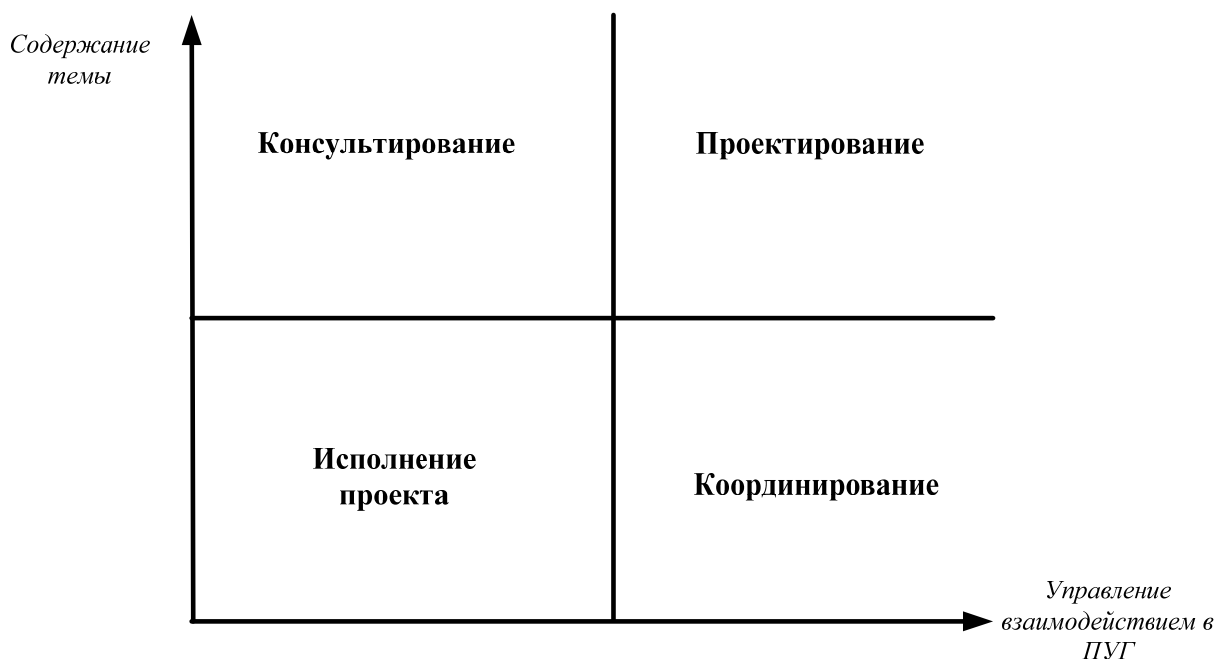 Содержание
темы
Консультирование
Проектирование
Исполнение
проекта
Координирование
Управление
взаимодействием в
ПУГ